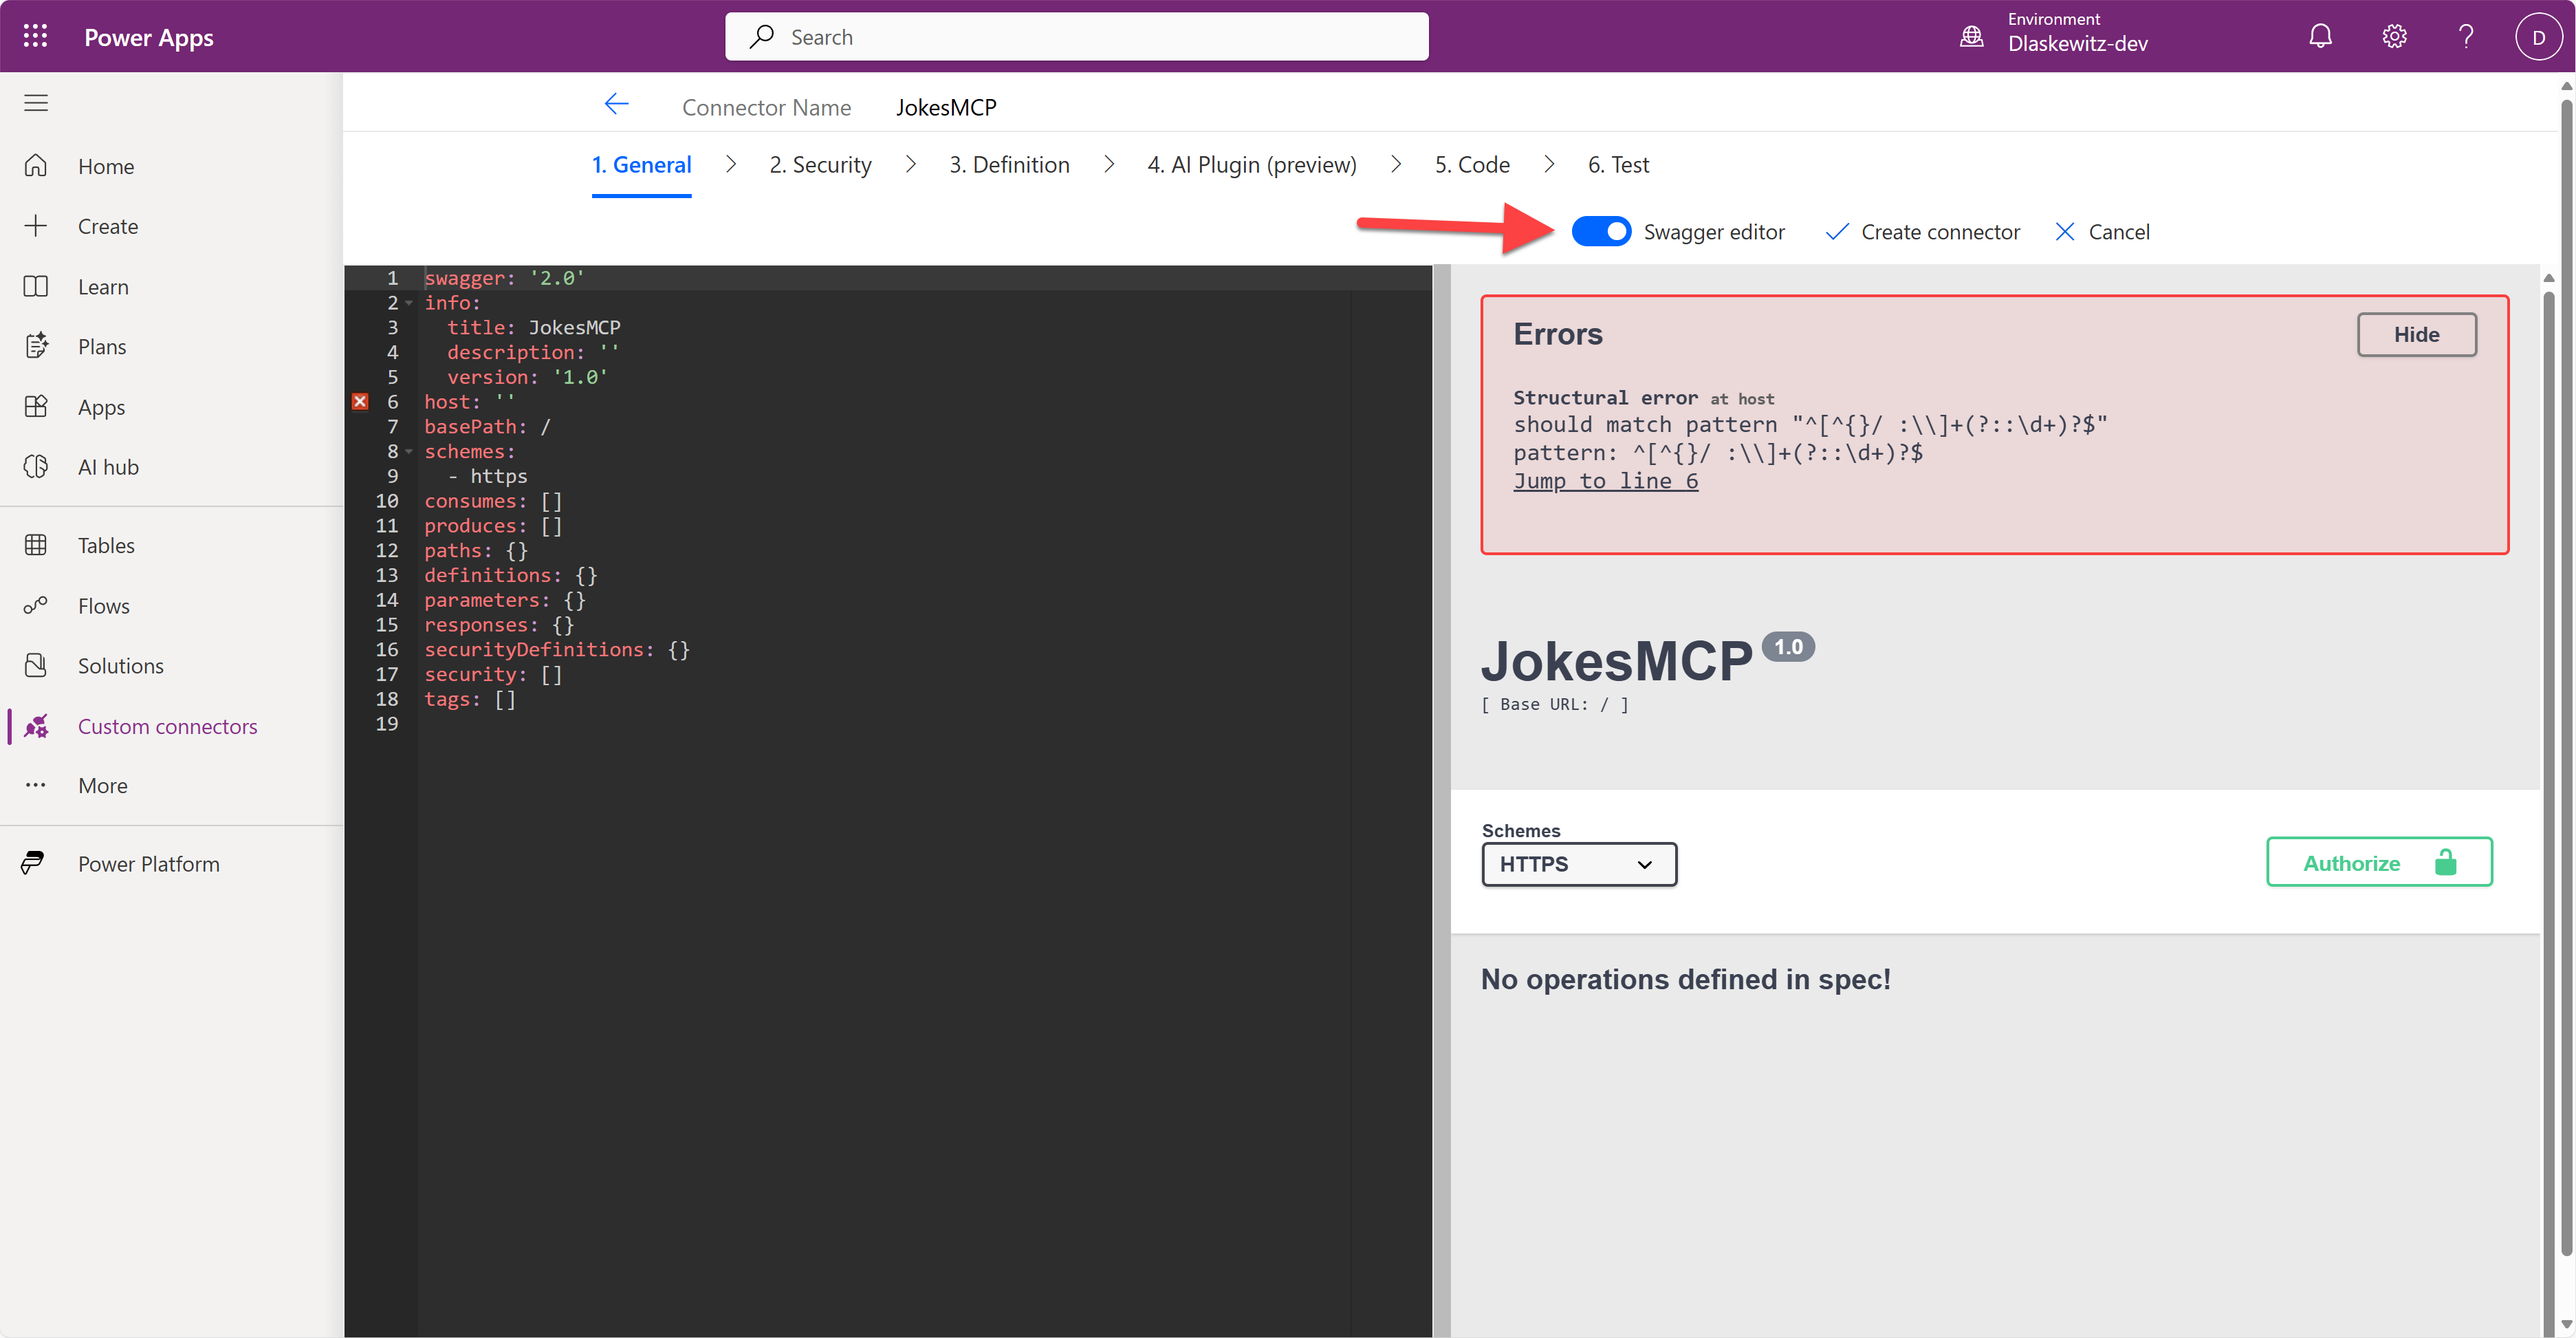 Power Apps
Search
Environment
Dlaskewitz-dev
D
Home
Create
Learn
Plans
Apps
AI hub
Tables
Flows
Solutions
Custom connectors
More
Power Platform
Connector Name JokesMCP
1. General 2. Security 3. Definition 4. AI Plugin (preview) 5. Code 6. Test
Swagger editor Create connector Cancel
1 swagger: '2.0'
2 info:
3   title: JokesMCP
4   description: ''
5   version: '1.0'
6 host: ''
7 basePath: /
8 schemes:
9   - https
10 consumes: []
11 produces: []
12 paths: {}
13 definitions: {}
14 parameters: {}
15 responses: {}
16 securityDefinitions: {}
17 security: []
18 tags: []
19
Errors
Hide
Structural error at host
should match pattern "^[^{}/ :\\]+(?::\d+)?$"
pattern: ^[^{}/ :\\]+(?::\d+)?$
Jump to line 6
JokesMCP 1.0
[ Base URL: / ]
Schemes
HTTPS
Authorize
No operations defined in spec!